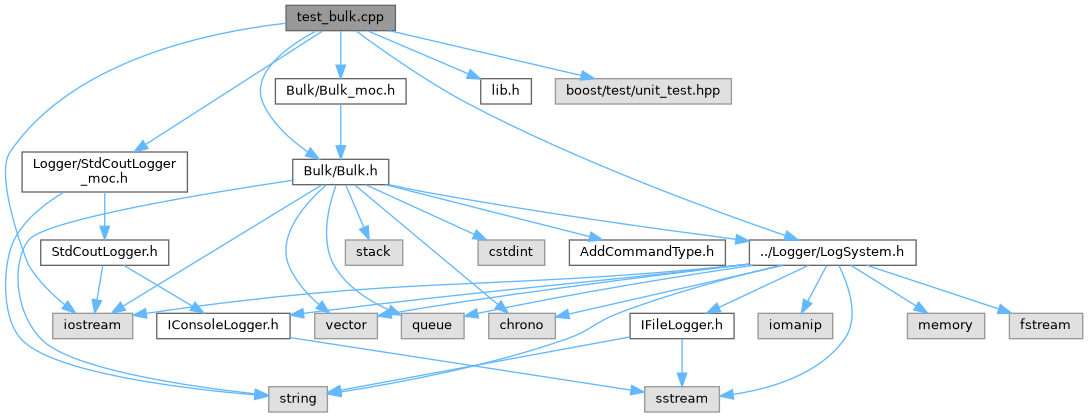 test_bulk.cpp
Bulk/Bulk_moc.h
lib.h
boost/test/unit_test.hpp
Logger/StdCoutLogger
_moc.h
Bulk/Bulk.h
StdCoutLogger.h
stack
cstdint
AddCommandType.h
../Logger/LogSystem.h
iostream
IConsoleLogger.h
vector
queue
chrono
IFileLogger.h
iomanip
memory
fstream
string
sstream